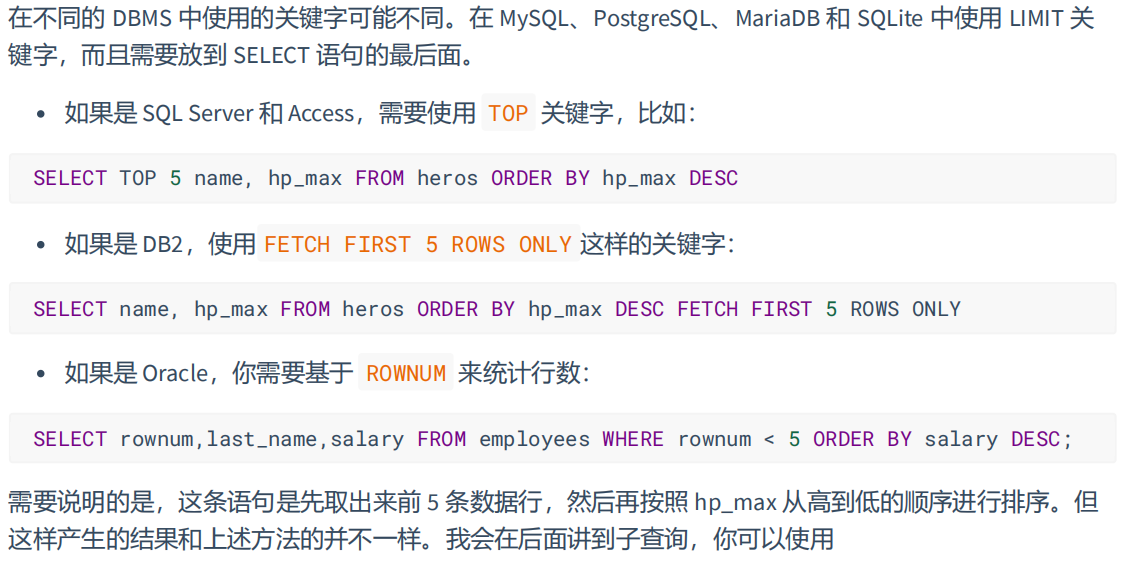 在不同的 DBMS 中使用的关键字可能不同。在 MySQL、PostgreSQL、MariaDB 和 SQLite 中使用 LIMIT 关
键字，而且需要放到 SELECT 语句的最后面。
• 如果是 SQL Server 和 Access，需要使用 TOP 关键字，比如：
SELECT TOP 5 name, hp_max FROM heros ORDER BY hp_max DESC
• 如果是 DB2，使用 FETCH FIRST 5 ROWS ONLY 这样的关键字：
SELECT name, hp_max FROM heros ORDER BY hp_max DESC FETCH FIRST 5 ROWS ONLY
• 如果是 Oracle，你需要基于 ROWNUM 来统计行数：
SELECT rownum,last_name,salary FROM employees WHERE rownum < 5 ORDER BY salary DESC;
需要说明的是，这条语句是先取出来前 5 条数据行，然后再按照 hp_max 从高到低的顺序进行排序。但
这样产生的结果和上述方法的并不一样。我会在后面讲到子查询，你可以使用